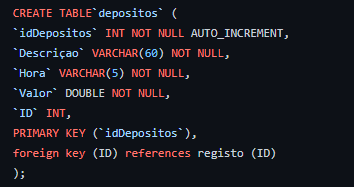 CREATE TABLE`depositos` (
`idDepositos` INT NOT NULL AUTO_INCREMENT,
`Descriçao` VARCHAR(60) NOT NULL,
`Hora` VARCHAR(5) NOT NULL,
`Valor` DOUBLE NOT NULL,
`ID` INT,
PRIMARY KEY (`idDepositos`),
foreign key (ID) references registo (ID)
);